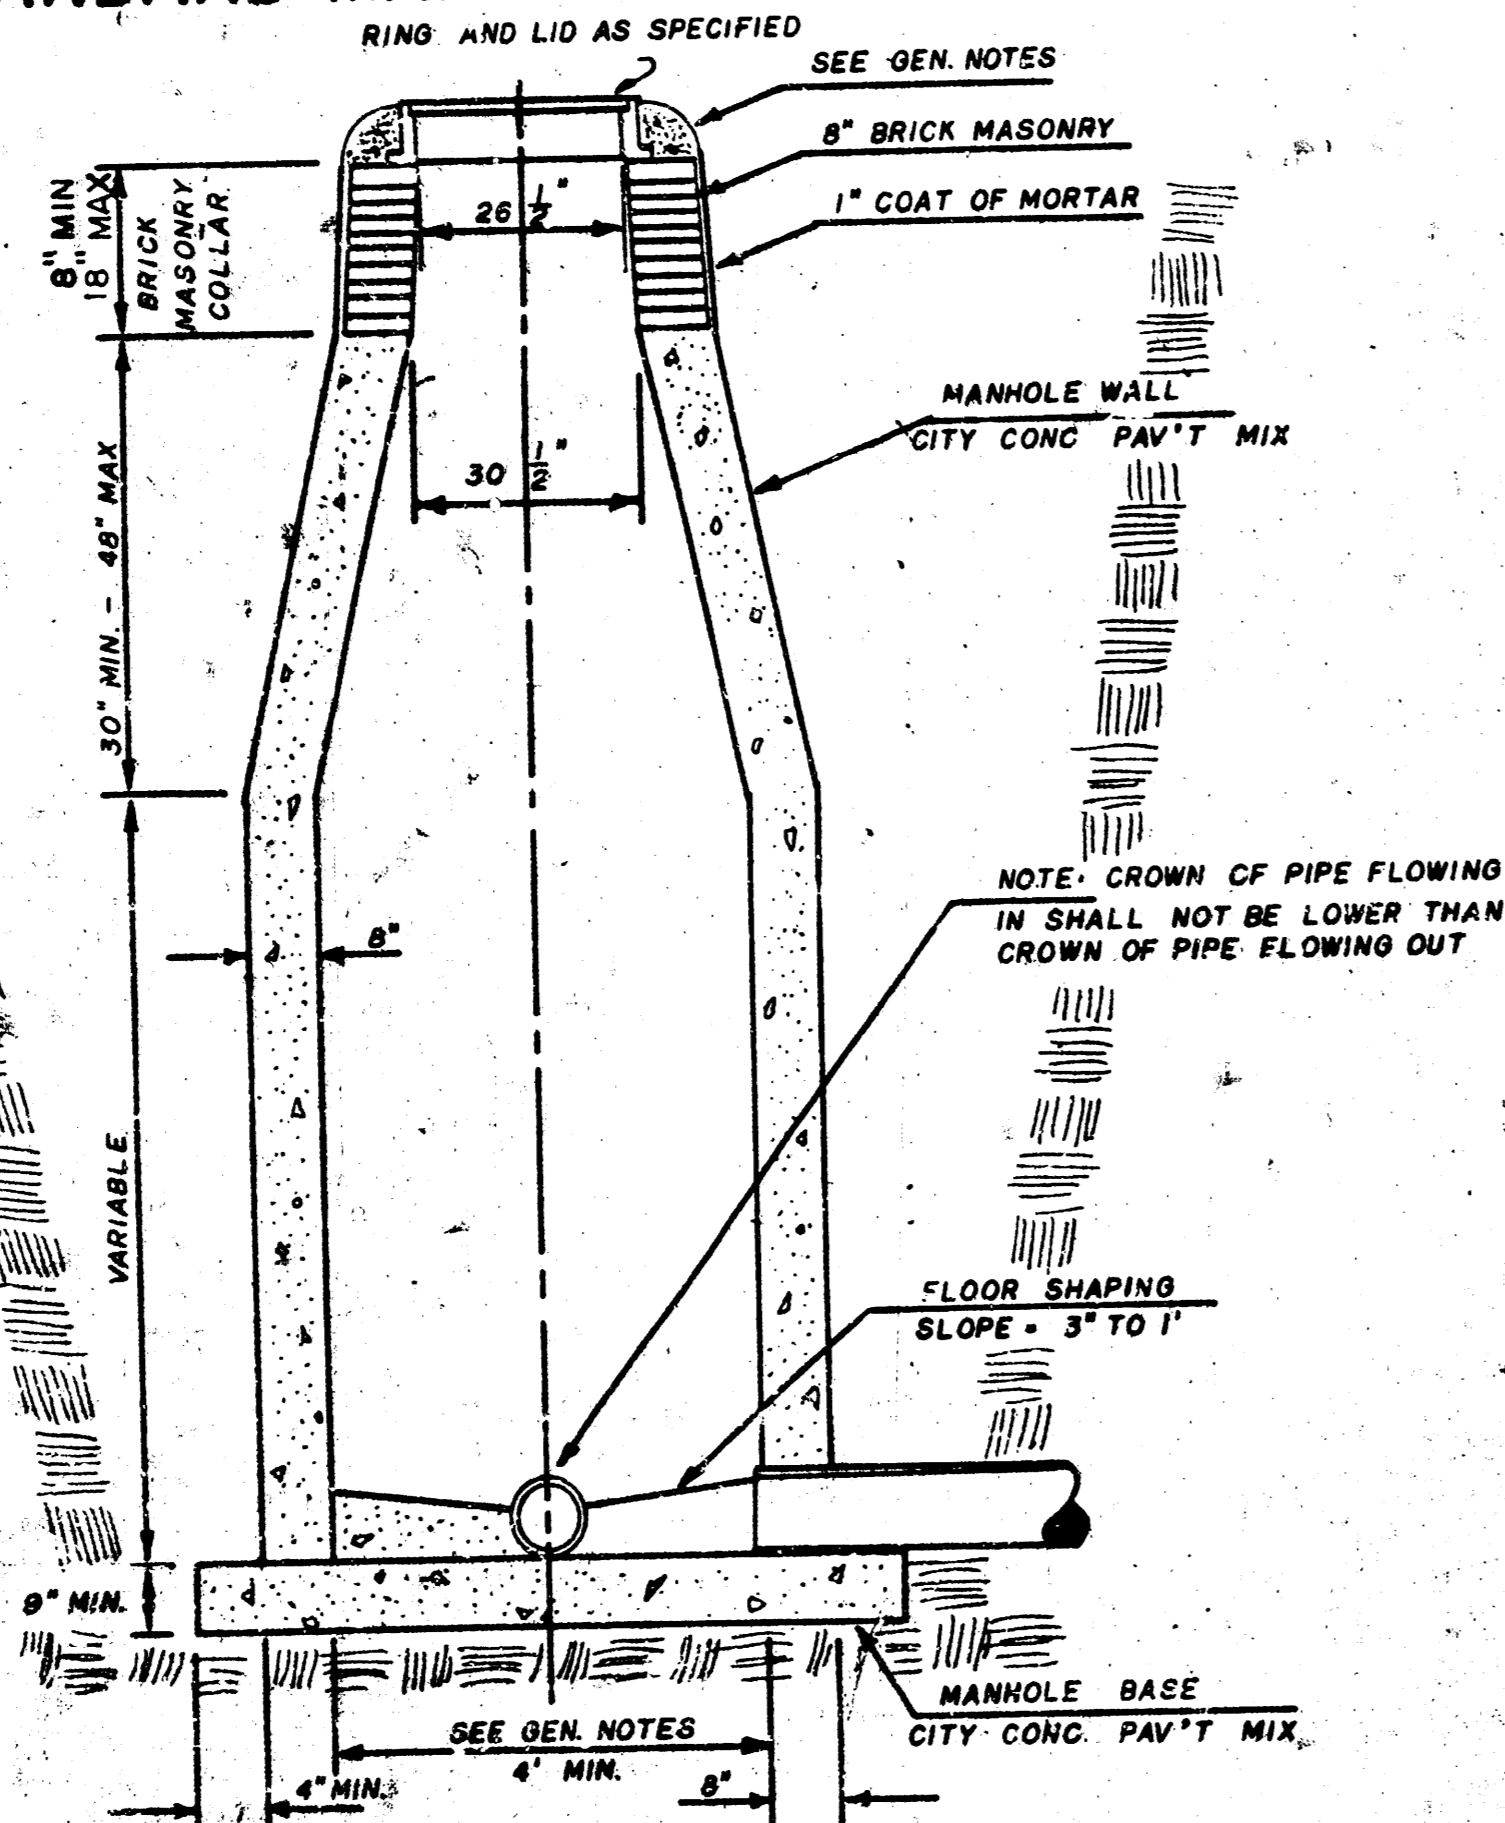 RING AND LID AS SPECIFIED
SEE GEN. NOTES
8" BRICK MASONRY
1" COAT OF MORTAR
8" MIN
18" MAX
BRICK
MASONRY
COLLAR
26 1/2"
MANHOLE WALL
CITY CONC PAV'T MIX
30 1/2"
30" MIN. - 48" MAX
NOTE: CROWN OF PIPE FLOWING
IN SHALL NOT BE LOWER THAN
CROWN OF PIPE FLOWING OUT
8"
VARIABLE
FLOOR SHAPING
SLOPE = 3" TO 1'
9" MIN.
MANHOLE BASE
CITY CONC. PAV'T MIX
SEE GEN. NOTES
4' MIN.
4" MIN.
8"